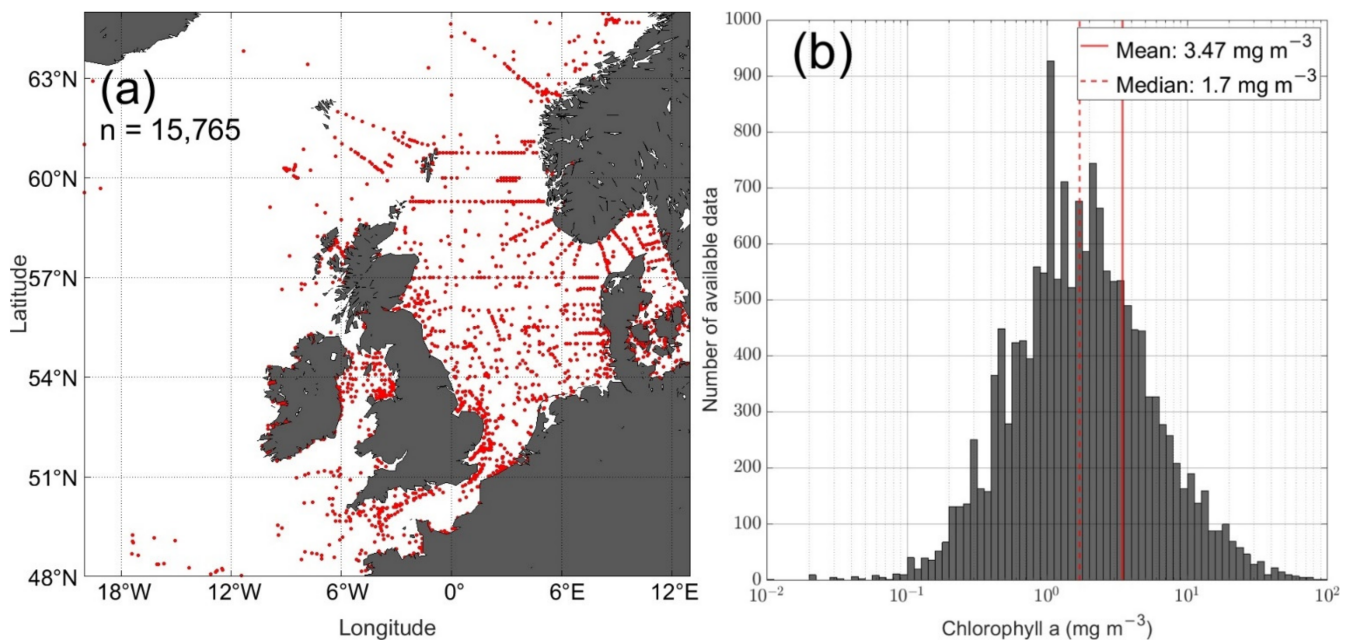 (a)
n = 15,765
63°N
60°N
57°N
54°N
51°N
48°N
Latitude
18°W
12°W
6°W
0°E
6°E
12°E
Longitude
(b)
Mean: 3.47 mg m⁻³
Median: 1.7 mg m⁻³
1000
900
800
700
600
500
400
300
200
100
0
Number of available data
10⁻²
10⁻¹
10⁰
10¹
10²
Chlorophyll a (mg m⁻³)